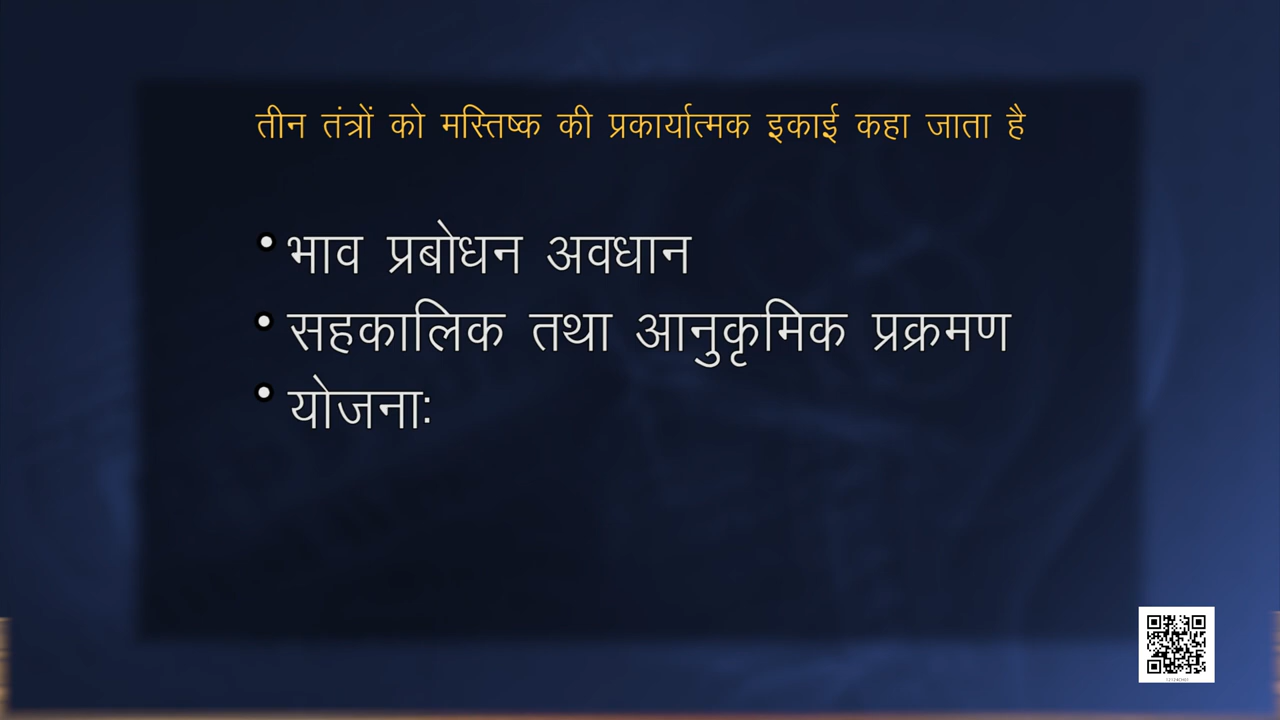 तीन तंत्रों को मस्तिष्क की प्रकार्यात्मक इकाई कहा जाता है
• भाव प्रबोधन अवधान
• सहकालिक तथा आनुकृमिक प्रक्रमण
• योजनाः